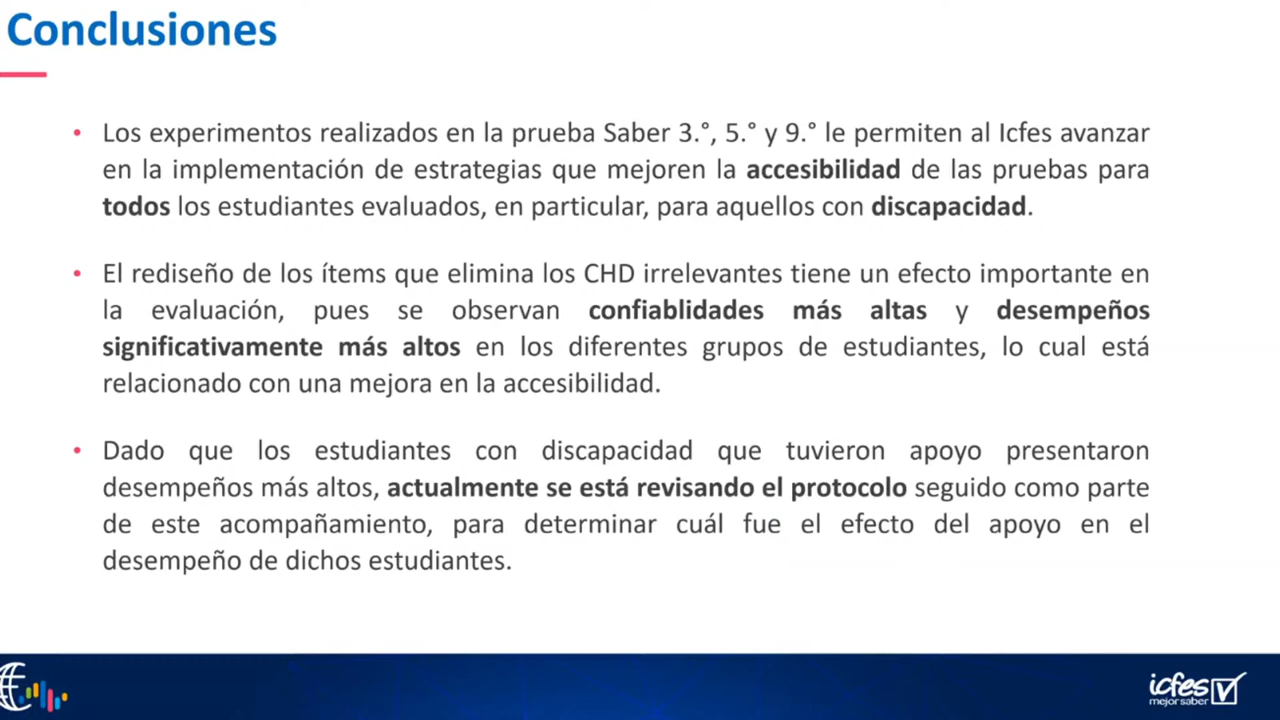 Conclusiones
• Los experimentos realizados en la prueba Saber 3.°, 5.° y 9.° le permiten al Icfes avanzar
en la implementación de estrategias que mejoren la accesibilidad de las pruebas para
todos los estudiantes evaluados, en particular, para aquellos con discapacidad.
• El rediseño de los ítems que elimina los CHD irrelevantes tiene un efecto importante en
la evaluación, pues se observan confiablidades más altas y desempeños
significativamente más altos en los diferentes grupos de estudiantes, lo cual está
relacionado con una mejora en la accesibilidad.
• Dado que los estudiantes con discapacidad que tuvieron apoyo presentaron
desempeños más altos, actualmente se está revisando el protocolo seguido como parte
de este acompañamiento, para determinar cuál fue el efecto del apoyo en el
desempeño de dichos estudiantes.
icfes
mejor saber